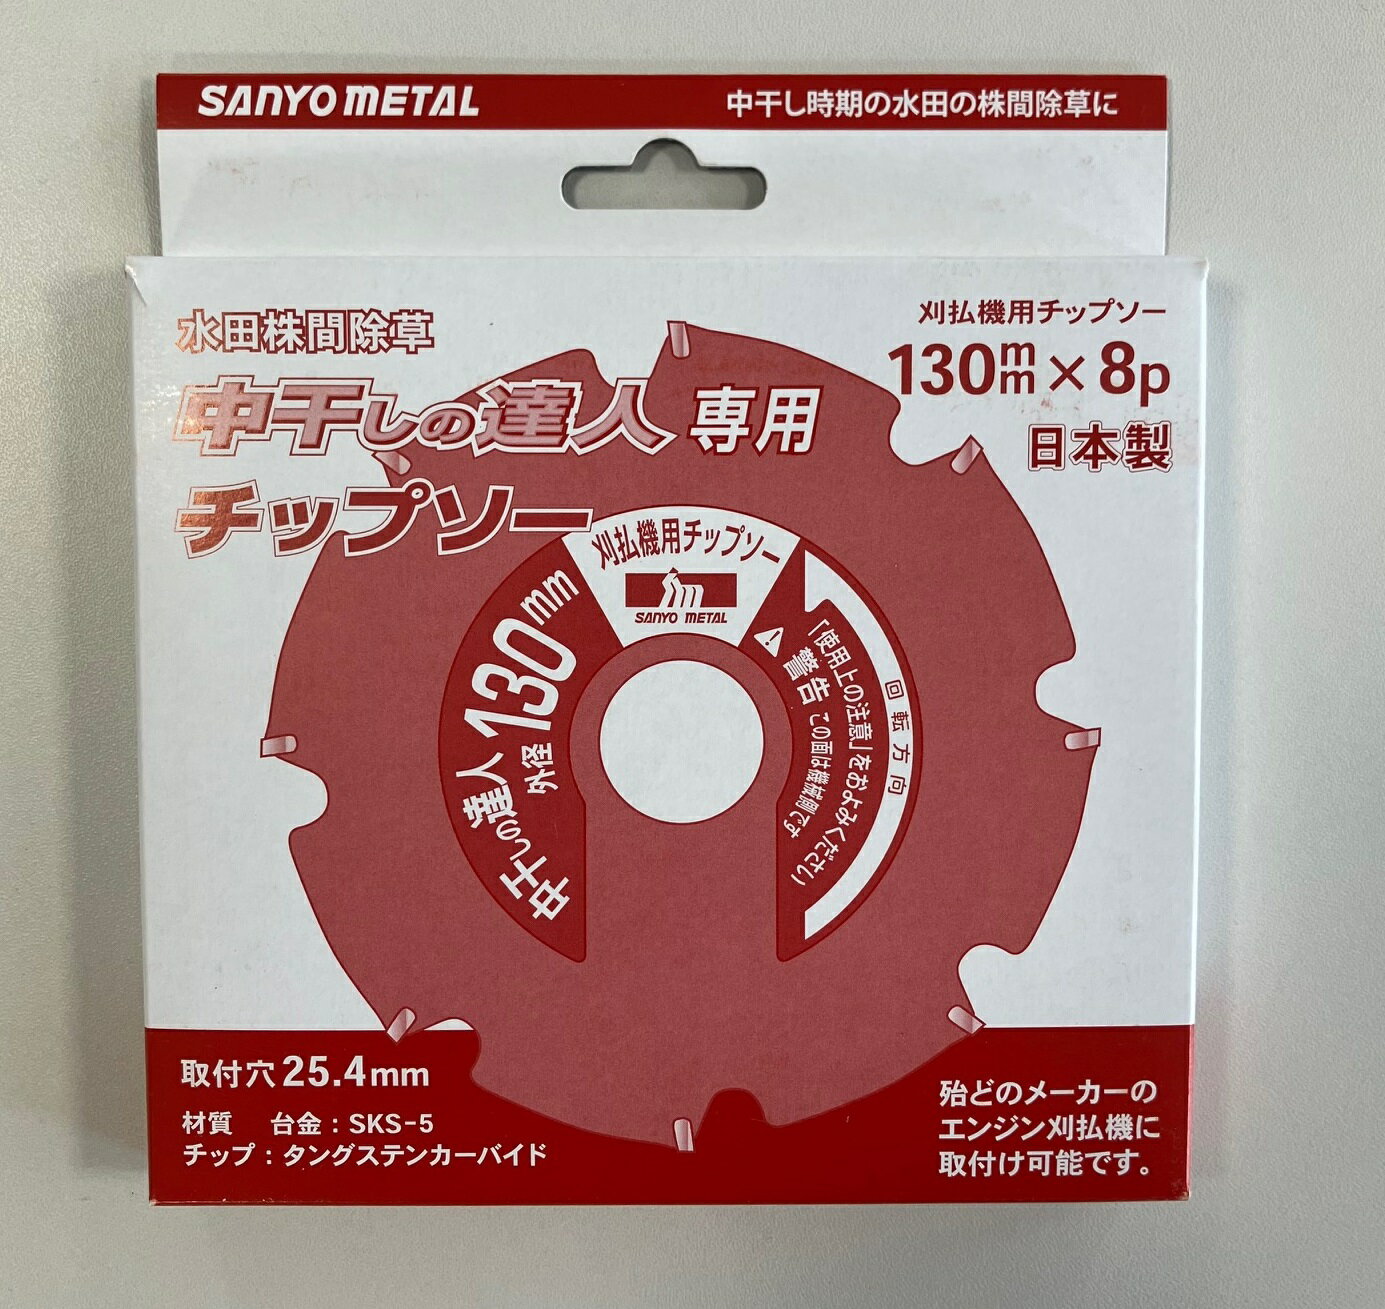 SANYO METAL
中干し時期の水田の株間除草に
水田株間除草
中干しの達人 専用
チップソー
刈払機用チップソー
130mm×8p
日本製
刈払機用チップソー
SANYO METAL
中干しの達人 130mm
外径
警告 この面は機械側です
「使用上の注意」をおよみください
回転方向
取付穴 25.4mm
材質 台金：SKS-5
チップ：タングステンカーバイド
殆どのメーカーの
エンジン刈払機に
取付け可能です。